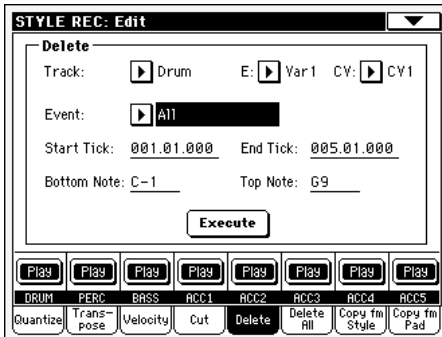 STYLE REC: Edit
Delete
Track: Drum E: Var1 CV: CV1
Event: All
Start Tick: 001.01.000 End Tick: 005.01.000
Bottom Note: C-1 Top Note: G9
Execute
Play Play Play Play Play Play Play Play
DRUM PERC BASS ACC1 ACC2 ACC3 ACC4 ACC5
Quantize Trans-pose Velocity Cut Delete Delete All Copy fm Style Copy fm Pad